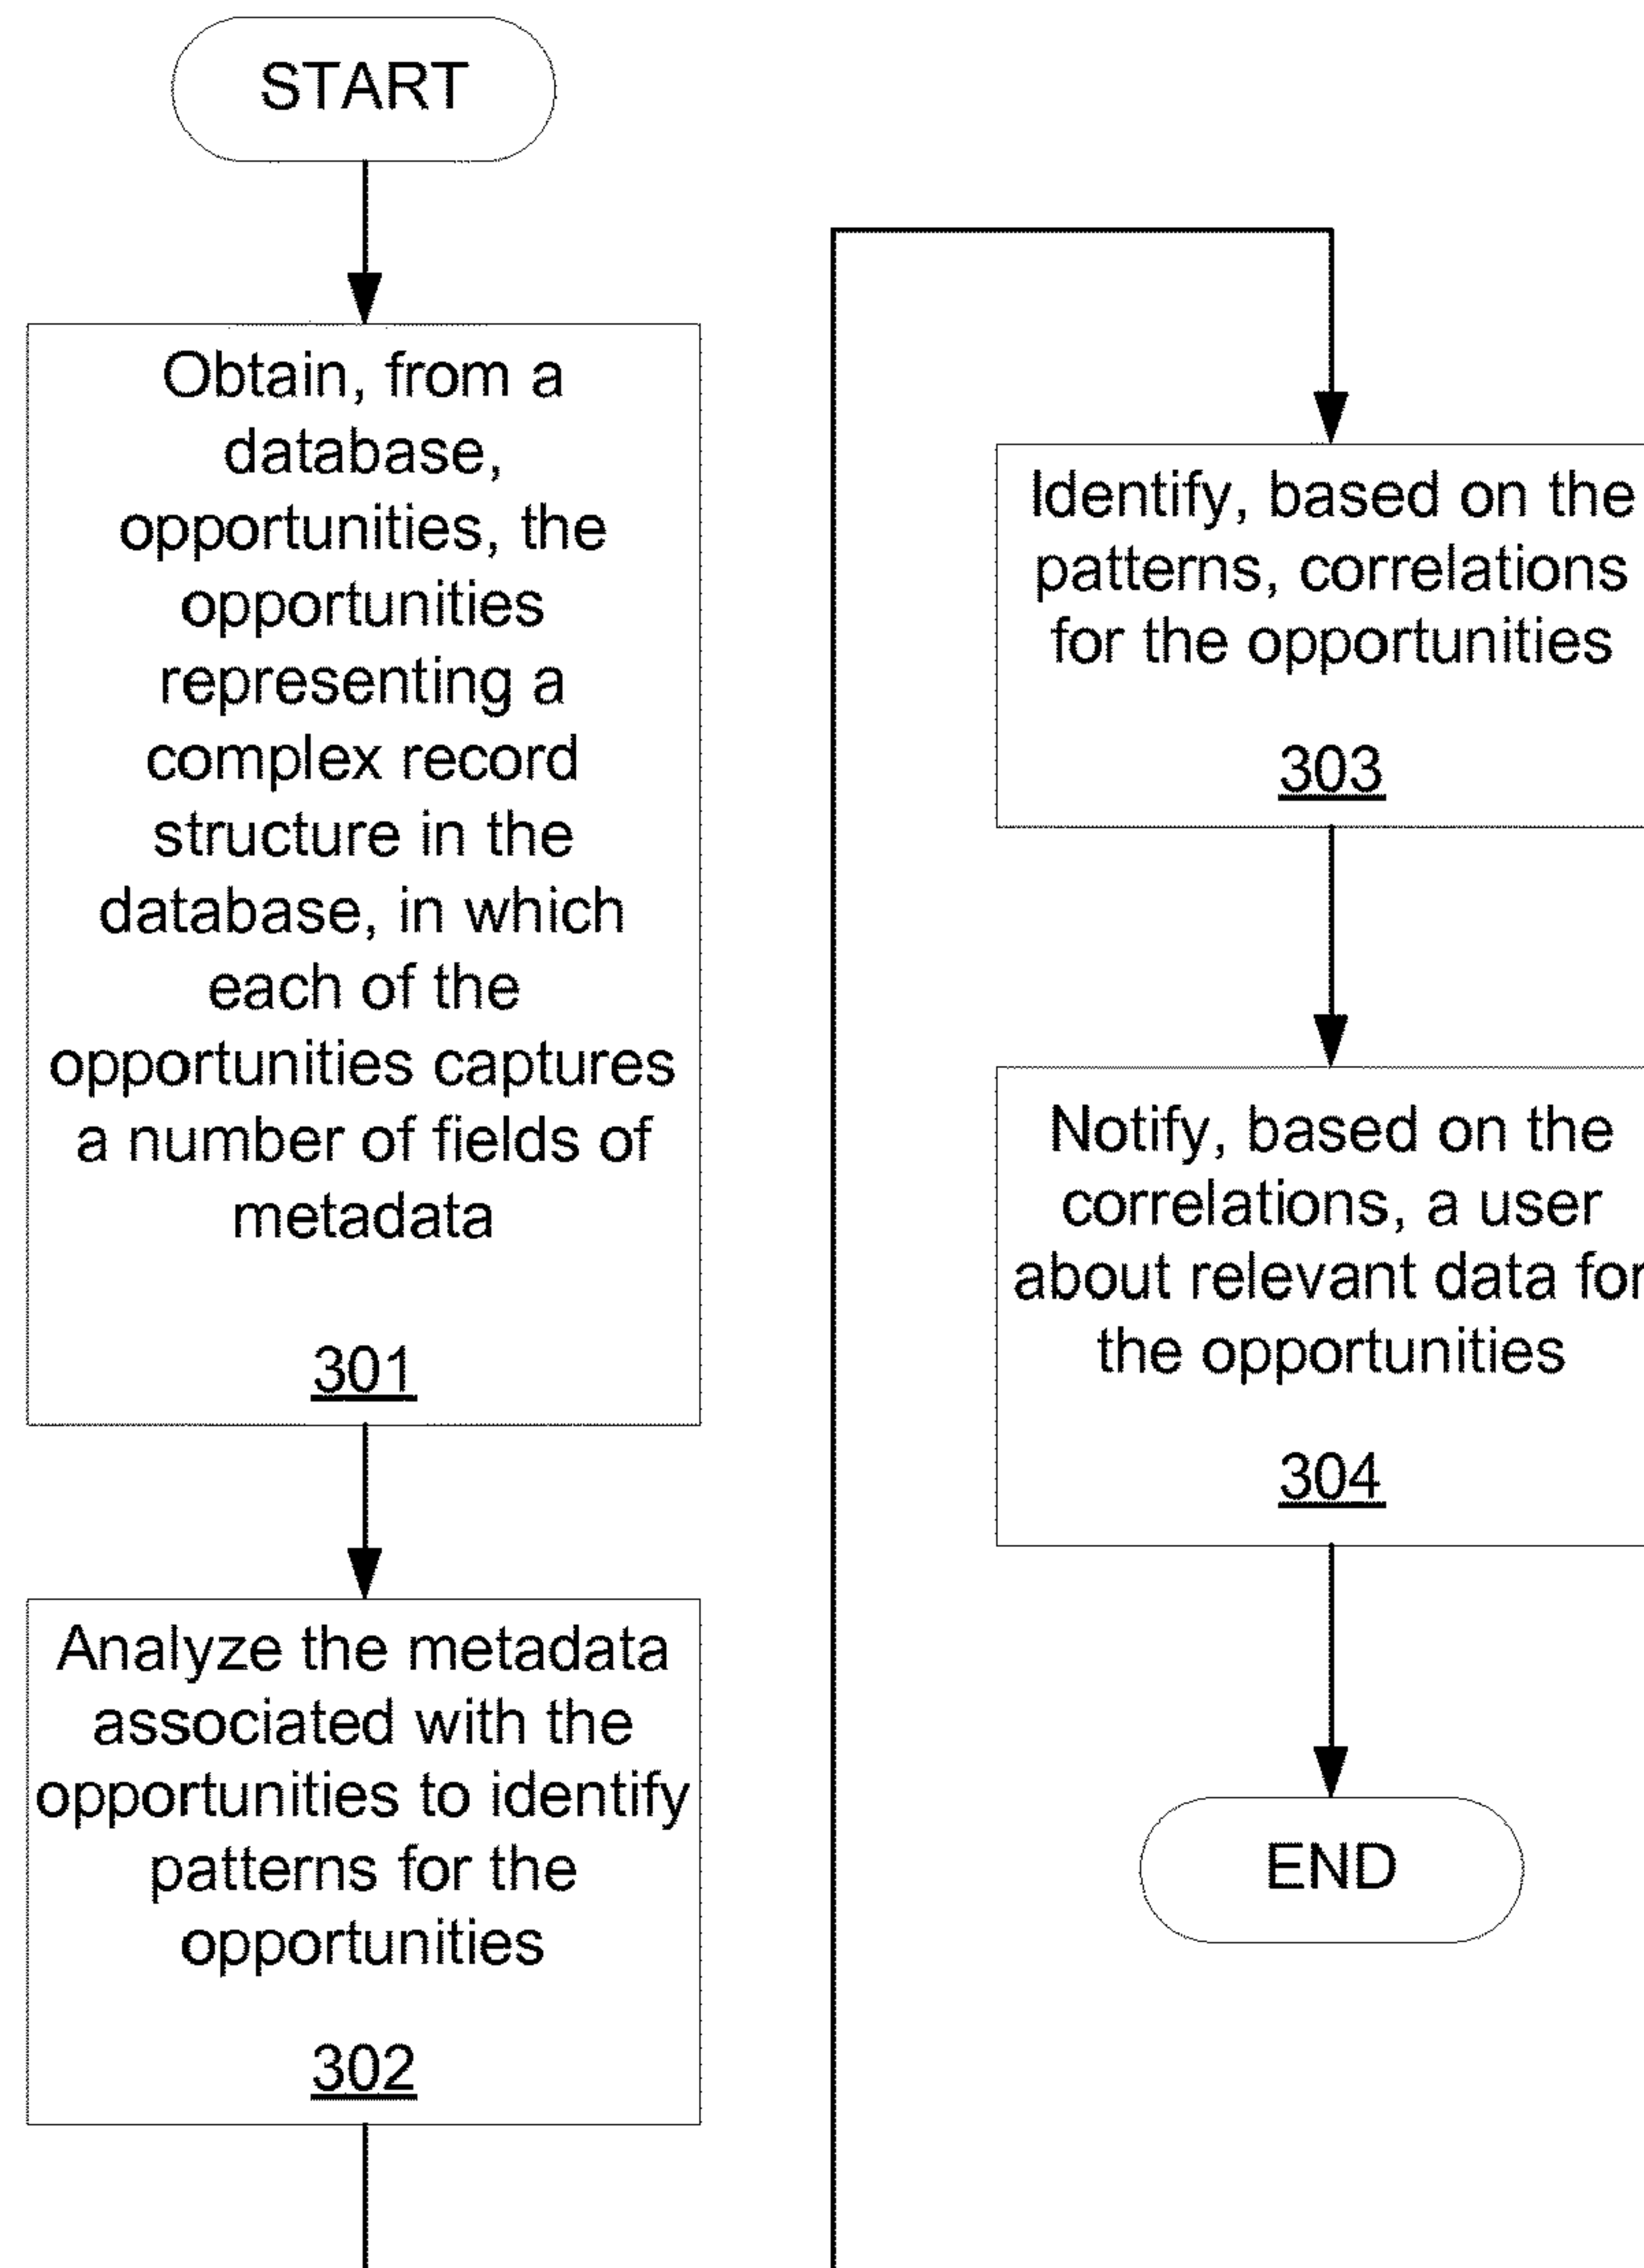 START
Obtain, from a
database,
opportunities, the
opportunities
representing a
complex record
structure in the
database, in which
each of the
opportunities captures
a number of fields of
metadata
301
Analyze the metadata
associated with the
opportunities to identify
patterns for the
opportunities
302
Identify, based on the
patterns, correlations
for the opportunities
303
Notify, based on the
correlations, a user
about relevant data for
the opportunities
304
END